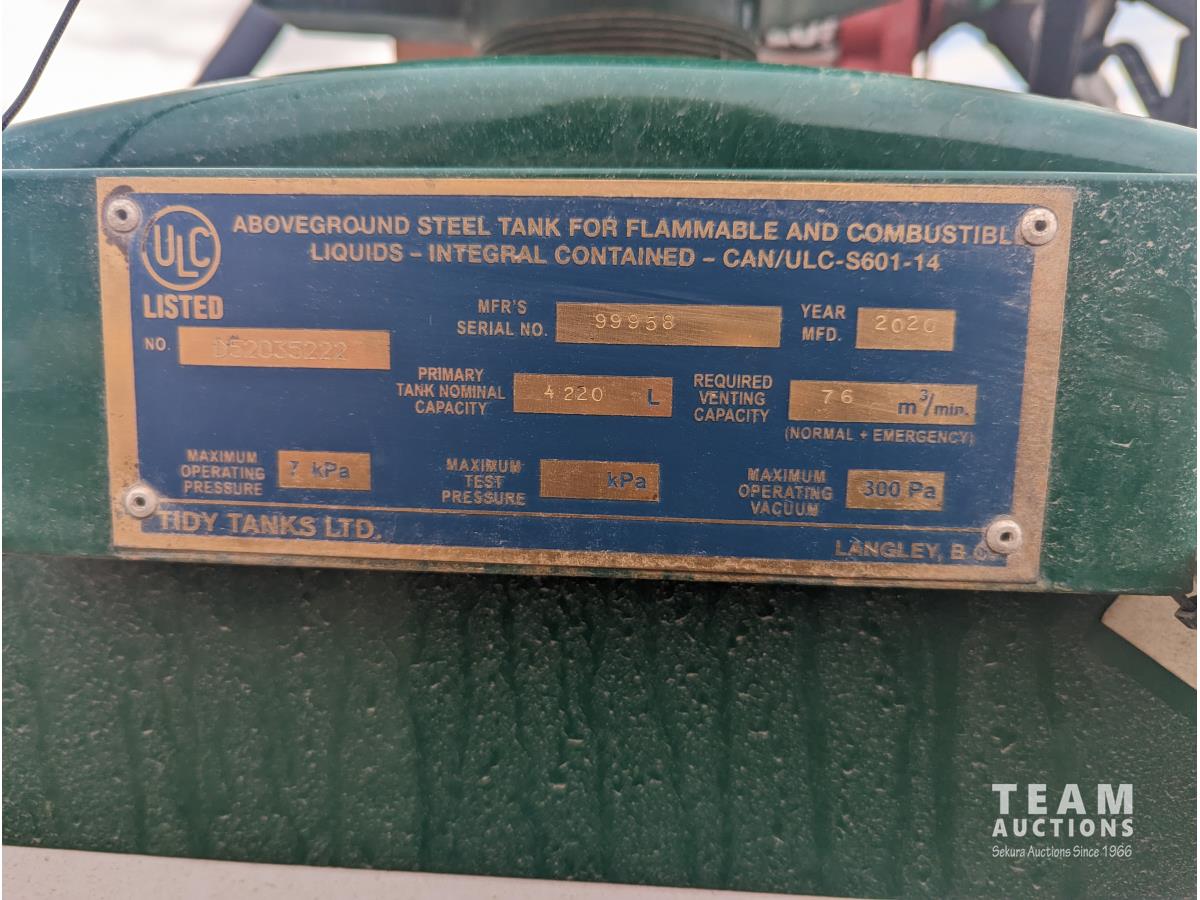 ULC
LISTED
ABOVEGROUND STEEL TANK FOR FLAMMABLE AND COMBUSTIBL
LIQUIDS - INTEGRAL CONTAINED - CAN/ULC-S601-14
NO. D52035222
MFR'S
SERIAL NO. 99958
YEAR
MFD. 2020
PRIMARY
TANK NOMINAL
CAPACITY
4220 L
REQUIRED
VENTING
CAPACITY
76 m³/min.
(NORMAL + EMERGENCY)
MAXIMUM
OPERATING
PRESSURE
7 kPa
MAXIMUM
TEST
PRESSURE
kPa
MAXIMUM
OPERATING
VACUUM
300 Pa
TIDY TANKS LTD.
LANGLEY, B.C.
TEAM
AUCTIONS
Sekura Auctions Since 1966